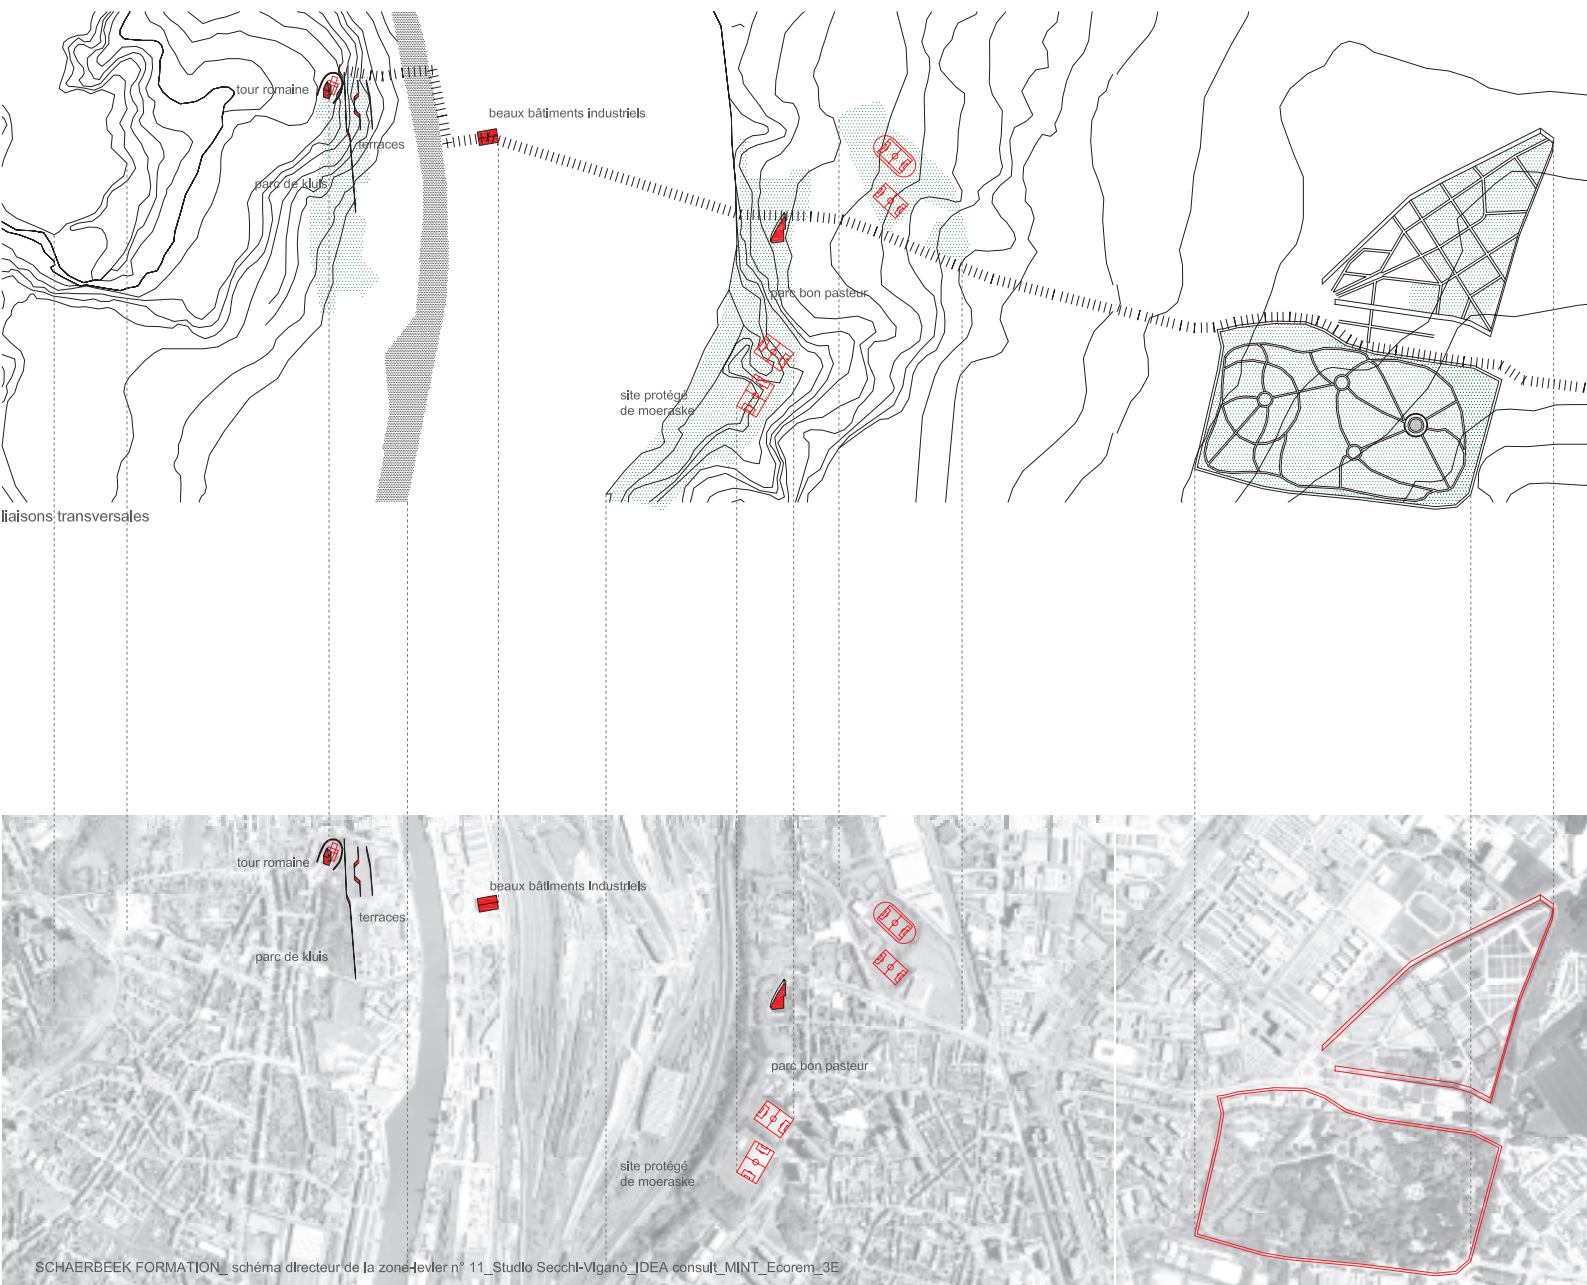 tour romaine
beaux bâtiments industriels
terraces
parc de kluis
parc bon pasteur
site protégé
de moeraske
liaisons transversales
tour romaine
beaux bâtiments industriels
terraces
parc de kluis
parc bon pasteur
site protégé
de moeraske
SCHAERBEEK FORMATION_ schéma directeur de la zone-levier n° 11_Studio Secchi-Viganò_IDEA consult_MINT_Ecorem_3E